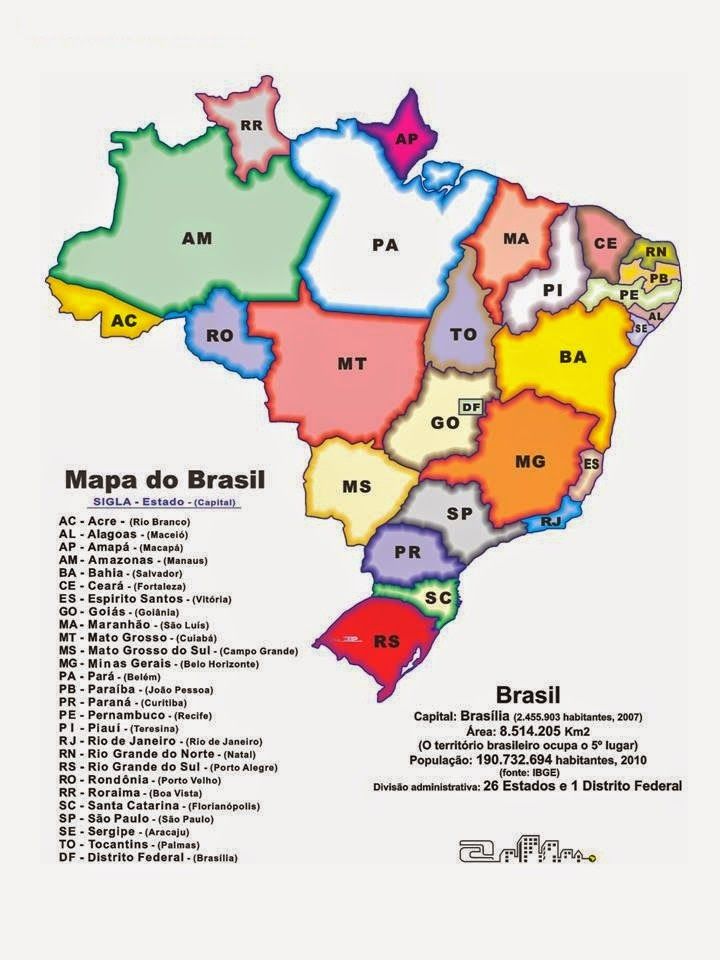 RR
AP
AM
PA
MA
CE
RN
PB
PI
PE
AL
SE
AC
RO
TO
MT
BA
DF
GO
MG
ES
MS
SP
RJ
PR
SC
RS
Mapa do Brasil
SIGLA - Estado - (Capital)
AC - Acre - (Rio Branco)
AL - Alagoas - (Maceió)
AP - Amapá - (Macapá)
AM - Amazonas - (Manaus)
BA - Bahia - (Salvador)
CE - Ceará - (Fortaleza)
ES - Espirito Santos - (Vitória)
GO - Goiás - (Goiânia)
MA - Maranhão - (São Luís)
MT - Mato Grosso - (Cuiabá)
MS - Mato Grosso do Sul - (Campo Grande)
MG - Minas Gerais - (Belo Horizonte)
PA - Pará - (Belém)
PB - Paraíba - (João Pessoa)
PR - Paraná - (Curitiba)
PE - Pernambuco - (Recife)
PI - Piauí - (Teresina)
RJ - Rio de Janeiro - (Rio de Janeiro)
RN - Rio Grande do Norte - (Natal)
RS - Rio Grande do Sul - (Porto Alegre)
RO - Rondônia - (Porto Velho)
RR - Roraima - (Boa Vista)
SC - Santa Catarina - (Florianópolis)
SP - São Paulo - (São Paulo)
SE - Sergipe - (Aracaju)
TO - Tocantins - (Palmas)
DF - Distrito Federal - (Brasília)
Brasil
Capital: Brasília (2.455.903 habitantes, 2007)
Área: 8.514.205 Km2
(O território brasileiro ocupa o 5º lugar)
População: 190.732.694 habitantes, 2010
(fonte: IBGE)
Divisão administrativa: 26 Estados e 1 Distrito Federal